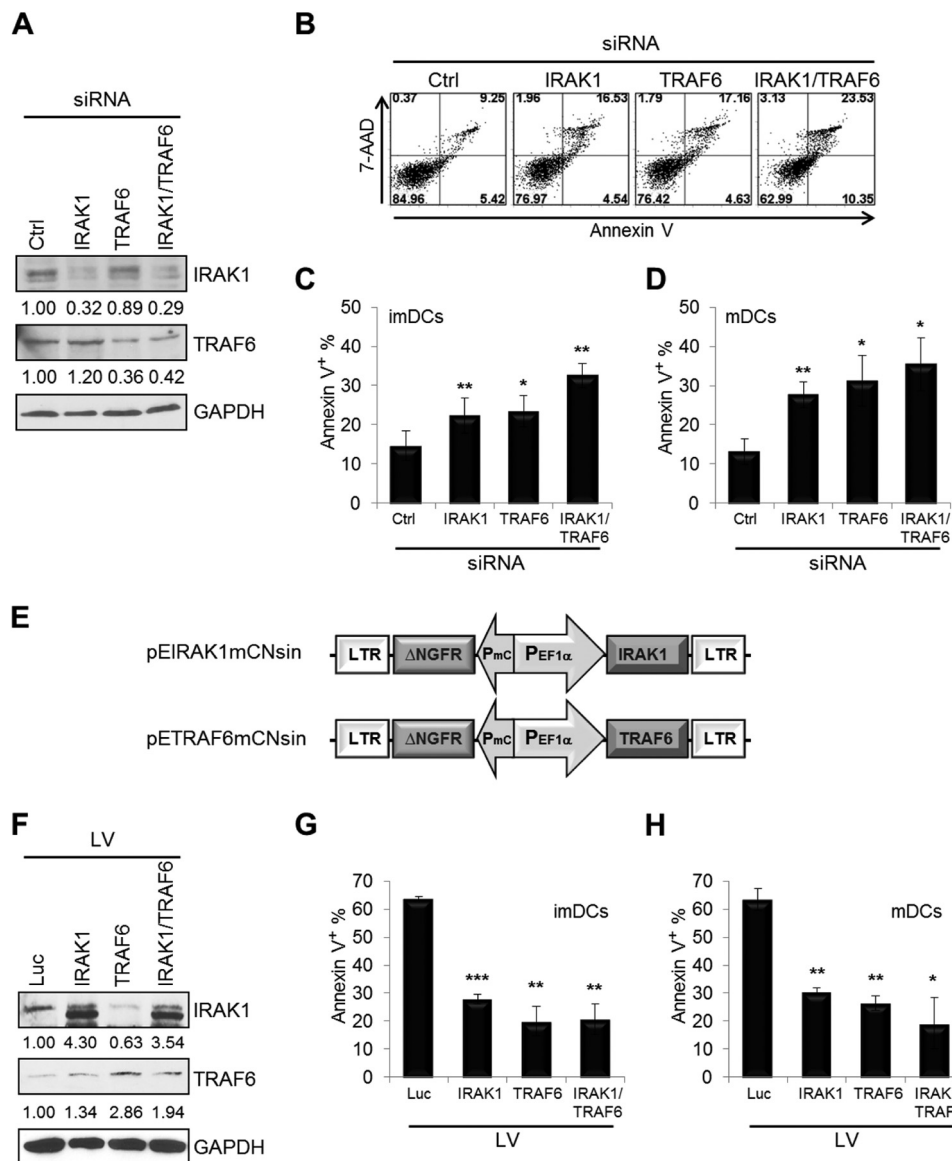 A
siRNA
Ctrl
IRAK1
TRAF6
IRAK1/TRAF6
IRAK1
1.00 0.32 0.89 0.29
TRAF6
1.00 1.20 0.36 0.42
GAPDH
B
siRNA
Ctrl IRAK1 TRAF6 IRAK1/TRAF6
0.37 9.25 1.96 16.53 1.79 17.16 3.13 23.53
7-AAD
84.96 5.42 76.97 4.54 76.42 4.63 62.99 10.35
Annexin V
C
imDCs
Annexin V+ %
50
40
30
20
10
0
** * **
Ctrl IRAK1 TRAF6 IRAK1/
TRAF6
siRNA
D
mDCs
Annexin V+ %
50
40
30
20
10
0
** * *
Ctrl IRAK1 TRAF6 IRAK1/
TRAF6
siRNA
E
pEIRAK1mCNsin LTR ΔNGFR PmC PEF1α IRAK1 LTR
pETRAF6mCNsin LTR ΔNGFR PmC PEF1α TRAF6 LTR
F
LV
Luc
IRAK1
TRAF6
IRAK1/TRAF6
IRAK1
1.00 4.30 0.63 3.54
TRAF6
1.00 1.34 2.86 1.94
GAPDH
G
imDCs
Annexin V+ %
70
60
50
40
30
20
10
0
*** ** **
Luc IRAK1 TRAF6 IRAK1/
TRAF6
LV
H
mDCs
Annexin V+ %
70
60
50
40
30
20
10
0
** ** *
Luc IRAK1 TRAF6 IRAK
TRAF
LV